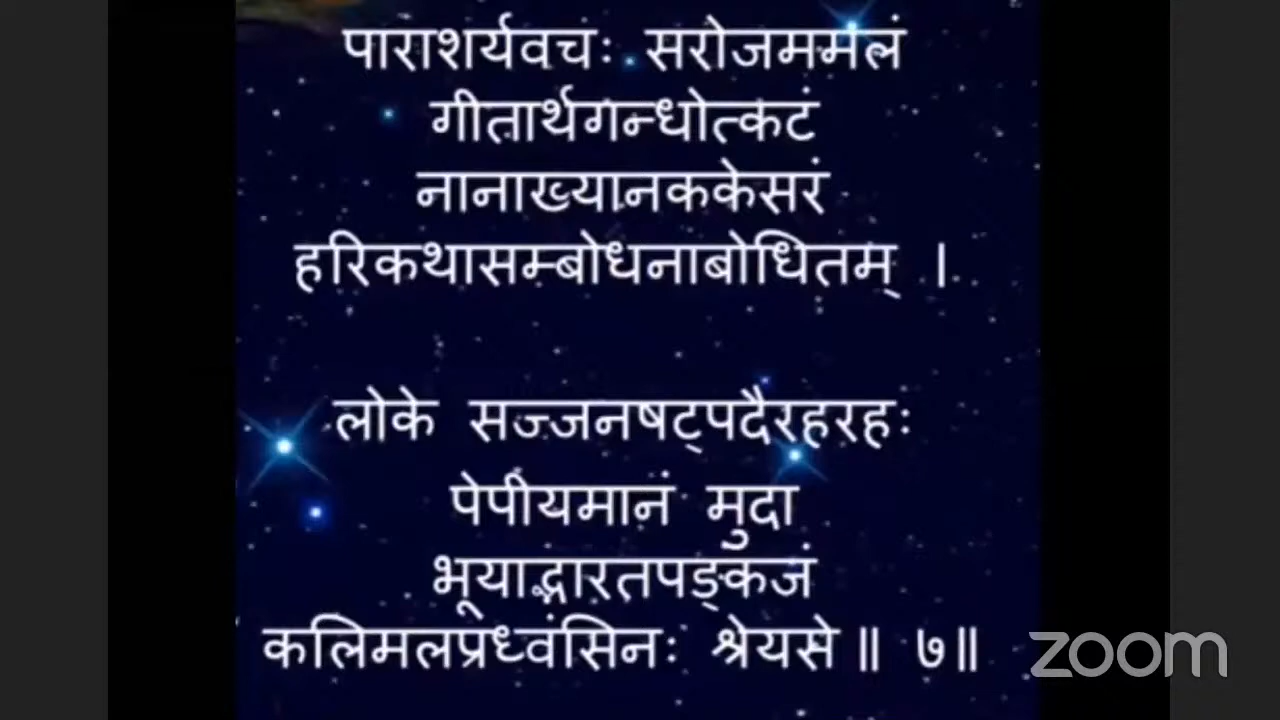 पाराशर्यवचः सरोजममलं
गीतार्थगन्धोत्कटं
नानाख्यानककेसरं
हरिकथासम्बोधनाबोधितम् ।
लोके सज्जनषट्पदैरहरहः
पेपीयमानं मुदा
भूयाद्भारतपङ्कजं
कलिमलप्रध्वंसिनः श्रेयसे ॥ ७॥
zoom